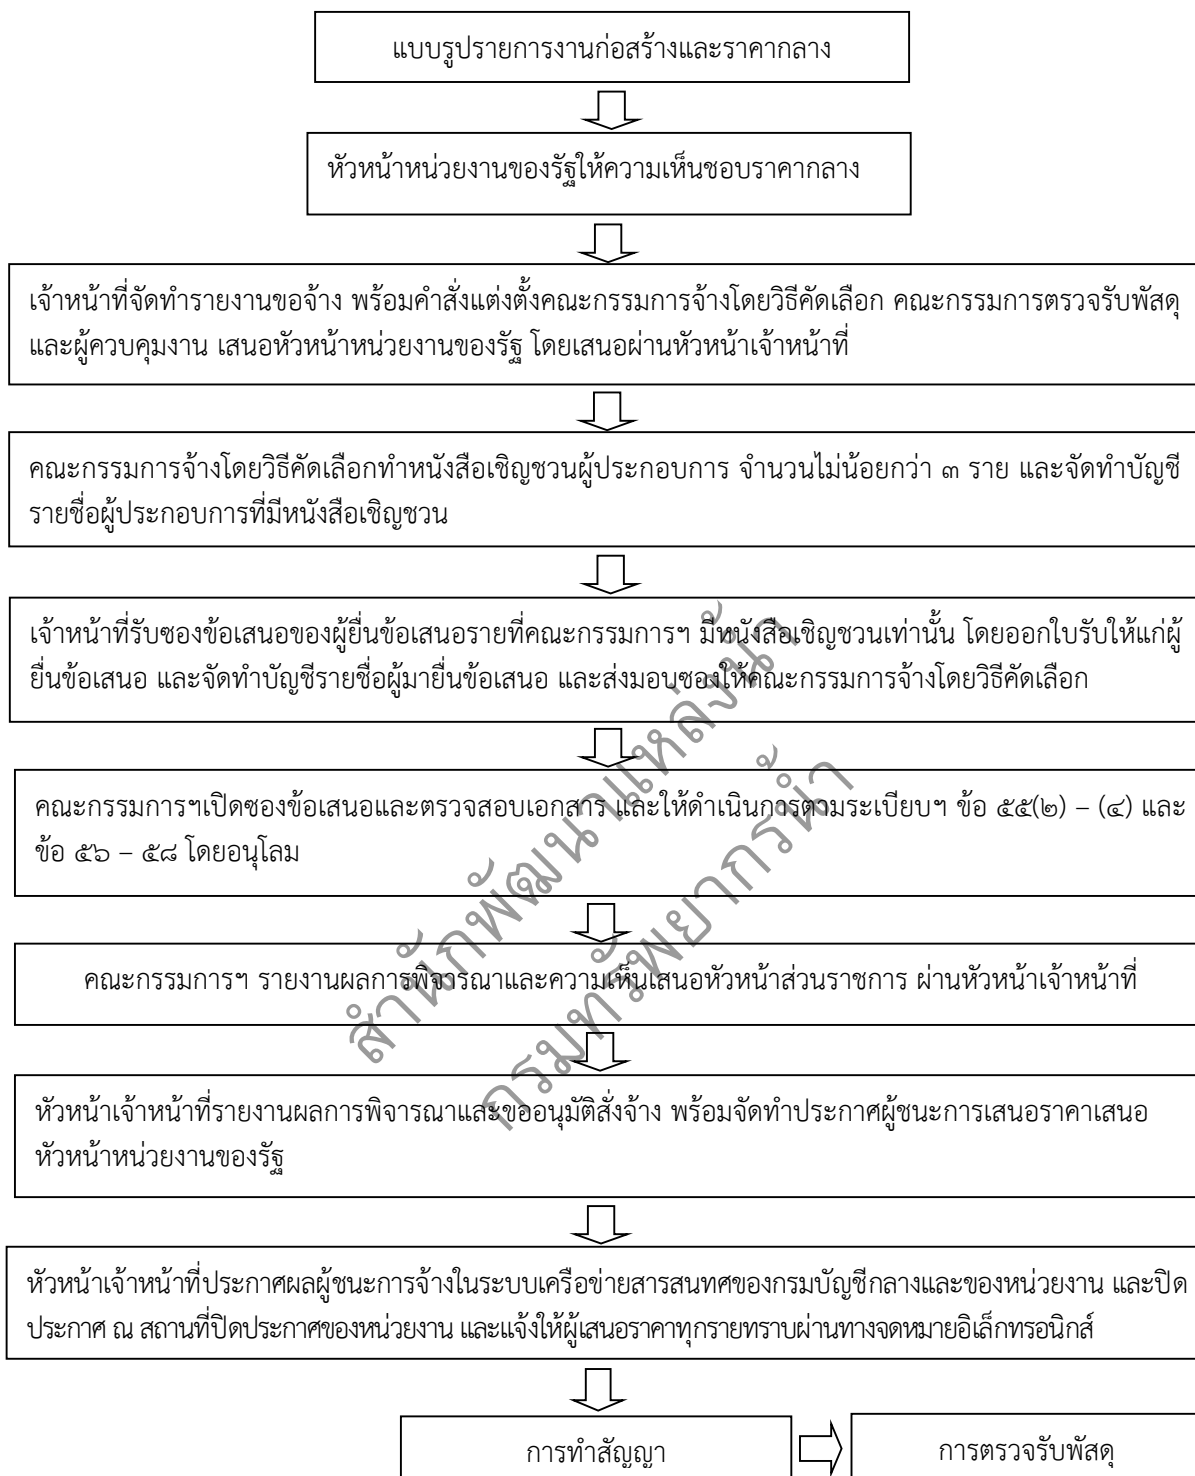 แบบรูปรายการงานก่อสร้างและราคากลาง
หัวหน้าหน่วยงานของรัฐให้ความเห็นชอบราคากลาง
เจ้าหน้าที่จัดทำรายงานขอจ้าง พร้อมคำสั่งแต่งตั้งคณะกรรมการจ้างโดยวิธีคัดเลือก คณะกรรมการตรวจรับพัสดุ
และผู้ควบคุมงาน เสนอหัวหน้าหน่วยงานของรัฐ โดยเสนอผ่านหัวหน้าเจ้าหน้าที่
คณะกรรมการจ้างโดยวิธีคัดเลือกทำหนังสือเชิญชวนผู้ประกอบการ จำนวนไม่น้อยกว่า ๓ ราย และจัดทำบัญชี
รายชื่อผู้ประกอบการที่มีหนังสือเชิญชวน
เจ้าหน้าที่รับซองข้อเสนอของผู้ยื่นข้อเสนอรายที่คณะกรรมการฯ มีหนังสือเชิญชวนเท่านั้น โดยออกใบรับให้แก่ผู้
ยื่นข้อเสนอ และจัดทำบัญชีรายชื่อผู้มายื่นข้อเสนอ และส่งมอบซองให้คณะกรรมการจ้างโดยวิธีคัดเลือก
คณะกรรมการฯเปิดซองข้อเสนอและตรวจสอบเอกสาร และให้ดำเนินการตามระเบียบฯ ข้อ ๕๕(๒) – (๔) และ
ข้อ ๕๖ – ๕๘ โดยอนุโลม
คณะกรรมการฯ รายงานผลการพิจารณาและความเห็นเสนอหัวหน้าส่วนราชการ ผ่านหัวหน้าเจ้าหน้าที่
หัวหน้าเจ้าหน้าที่รายงานผลการพิจารณาและขออนุมัติสั่งจ้าง พร้อมจัดทำประกาศผู้ชนะการเสนอราคาเสนอ
หัวหน้าหน่วยงานของรัฐ
หัวหน้าเจ้าหน้าที่ประกาศผลผู้ชนะการจ้างในระบบเครือข่ายสารสนทศของกรมบัญชีกลางและของหน่วยงาน และปิด
ประกาศ ณ สถานที่ปิดประกาศของหน่วยงาน และแจ้งให้ผู้เสนอราคาทุกรายทราบผ่านทางจดหมายอิเล็กทรอนิกส์
การทำสัญญา
การตรวจรับพัสดุ
สำนักพัฒนาแหล่งน้ำ
กรมทรัพยากรน้ำ